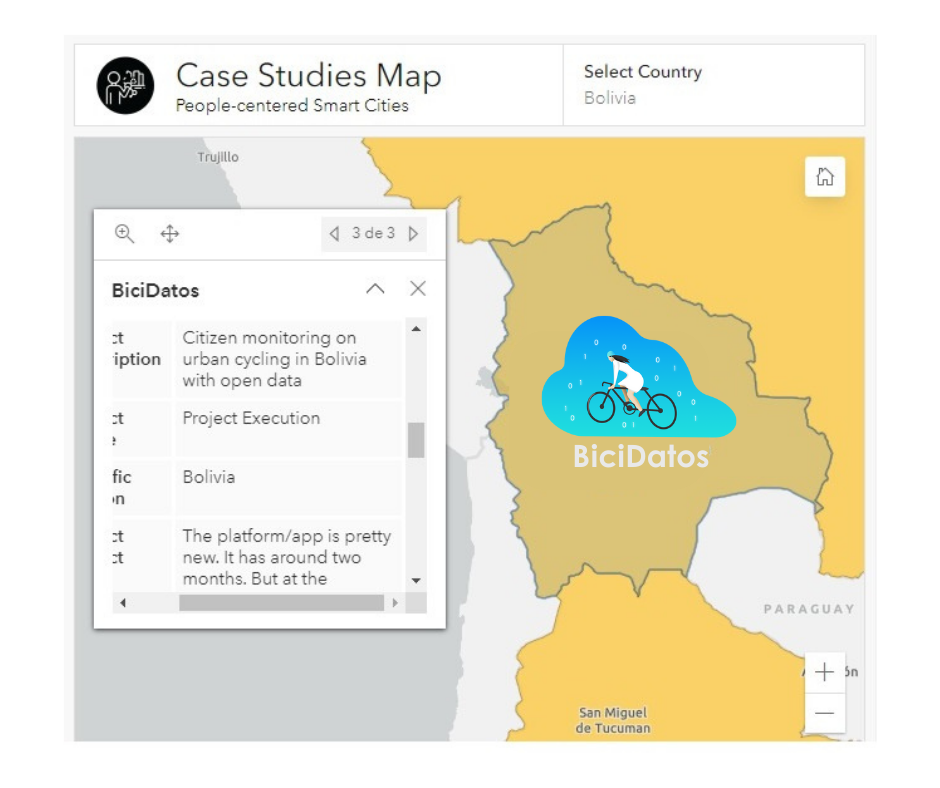 Case Studies Map
People-centered Smart Cities
Select Country
Bolivia
Trujillo
3 de 3
BiciDatos
ct
iption
Citizen monitoring on
urban cycling in Bolivia
with open data
ct
e
Project Execution
fic
on
Bolivia
ct
ct
The platform/app is pretty
new. It has around two
months. But at the
BiciDatos
PARAGUAY
San Miguel
de Tucuman